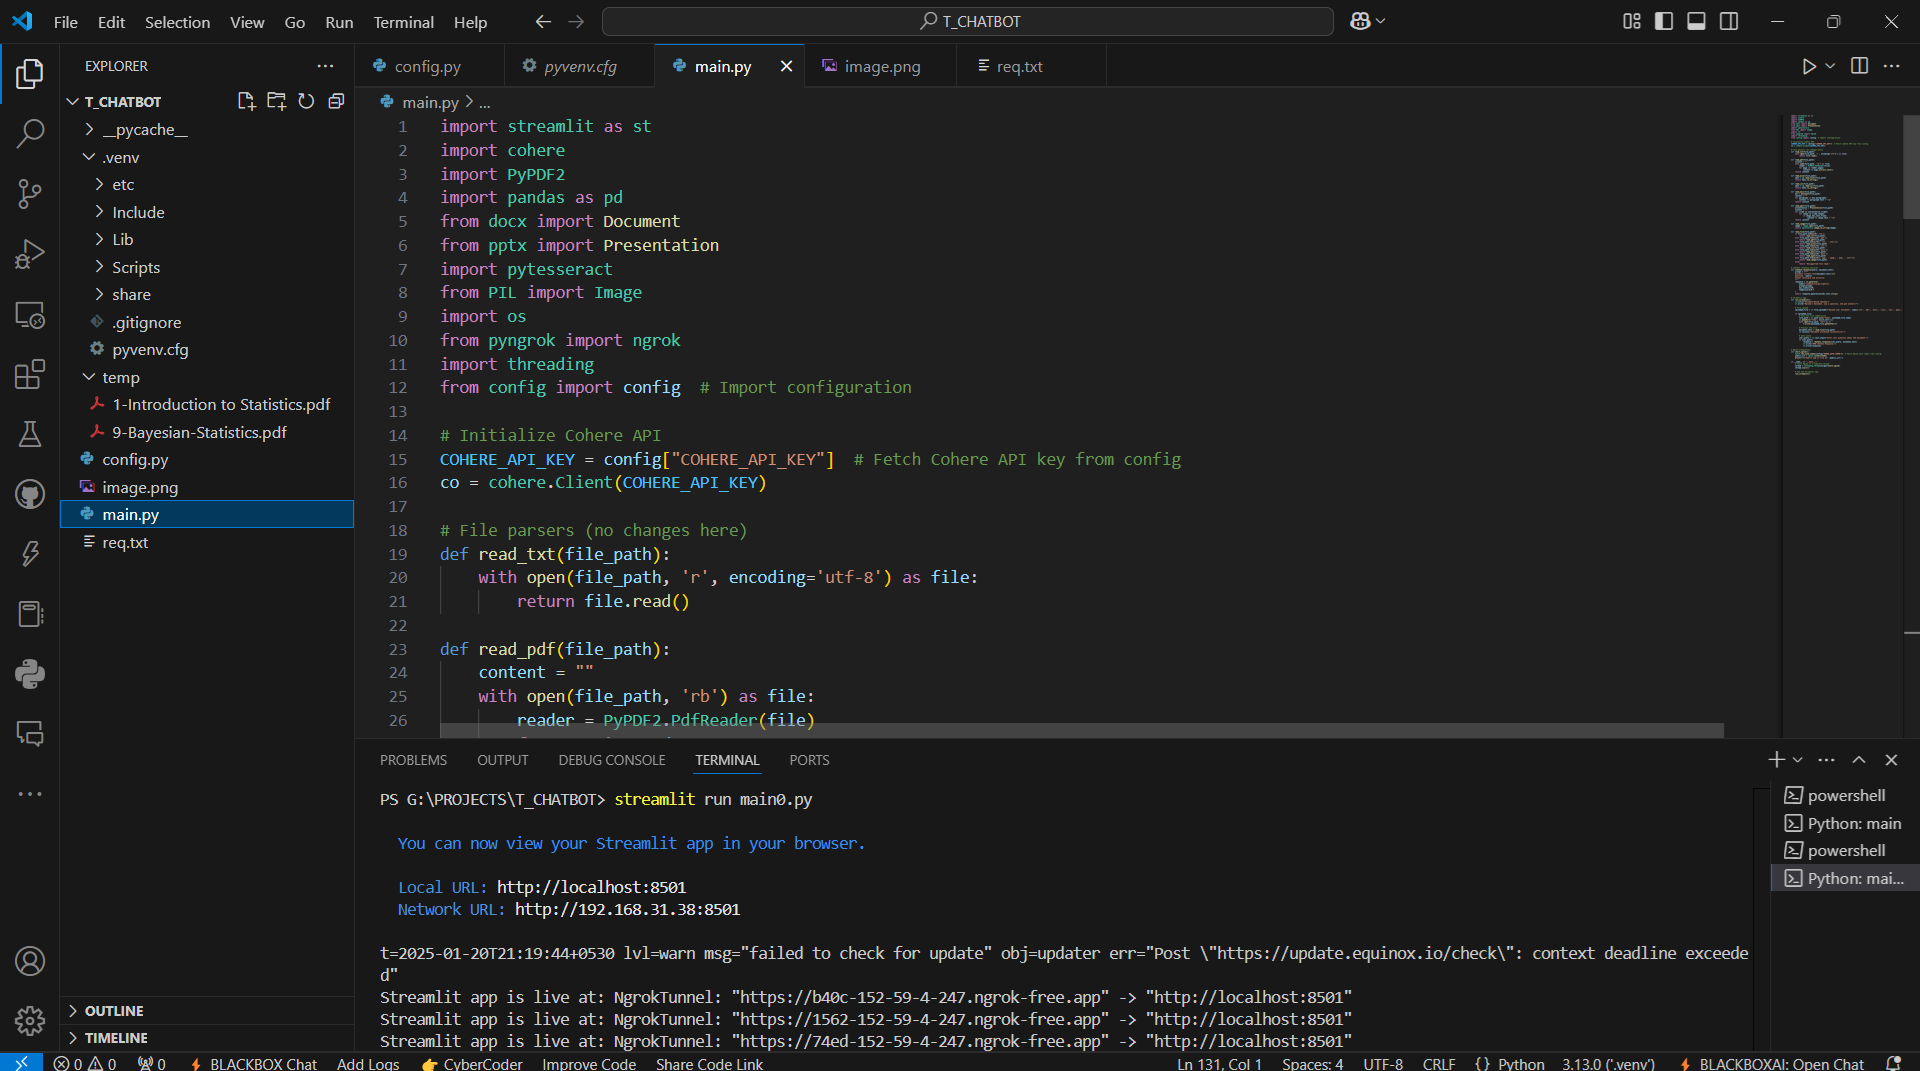 File Edit Selection View Go Run Terminal Help
T_CHATBOT
EXPLORER
T_CHATBOT
__pycache__
.venv
etc
Include
Lib
Scripts
share
.gitignore
pyvenv.cfg
temp
1-Introduction to Statistics.pdf
9-Bayesian-Statistics.pdf
config.py
image.png
main.py
req.txt
OUTLINE
TIMELINE
config.py pyvenv.cfg main.py image.png req.txt
main.py > ...
1 import streamlit as st
2 import cohere
3 import PyPDF2
4 import pandas as pd
5 from docx import Document
6 from pptx import Presentation
7 import pytesseract
8 from PIL import Image
9 import os
10 from pyngrok import ngrok
11 import threading
12 from config import config  # Import configuration
13
14 # Initialize Cohere API
15 COHERE_API_KEY = config["COHERE_API_KEY"]  # Fetch Cohere API key from config
16 co = cohere.Client(COHERE_API_KEY)
17
18 # File parsers (no changes here)
19 def read_txt(file_path):
20     with open(file_path, 'r', encoding='utf-8') as file:
21         return file.read()
22
23 def read_pdf(file_path):
24     content = ""
25     with open(file_path, 'rb') as file:
26         reader = PyPDF2.PdfReader(file)
PROBLEMS OUTPUT DEBUG CONSOLE TERMINAL PORTS
PS G:\PROJECTS\T_CHATBOT> streamlit run main0.py
You can now view your Streamlit app in your browser.
Local URL: http://localhost:8501
Network URL: http://192.168.31.38:8501
t=2025-01-20T21:19:44+0530 lvl=warn msg="failed to check for update" obj=updater err="Post \"https://update.equinox.io/check\": context deadline exceede
d"
Streamlit app is live at: NgrokTunnel: "https://b40c-152-59-4-247.ngrok-free.app" -> "http://localhost:8501"
Streamlit app is live at: NgrokTunnel: "https://1562-152-59-4-247.ngrok-free.app" -> "http://localhost:8501"
Streamlit app is live at: NgrokTunnel: "https://74ed-152-59-4-247.ngrok-free.app" -> "http://localhost:8501"
powershell
Python: main
powershell
Python: mai...
0 0 0 BLACKBOX Chat Add Logs CyberCoder Improve Code Share Code Link Ln 131, Col 1 Spaces: 4 UTF-8 CRLF {} Python 3.13.0 ('.venv') BLACKBOXAI: Open Chat